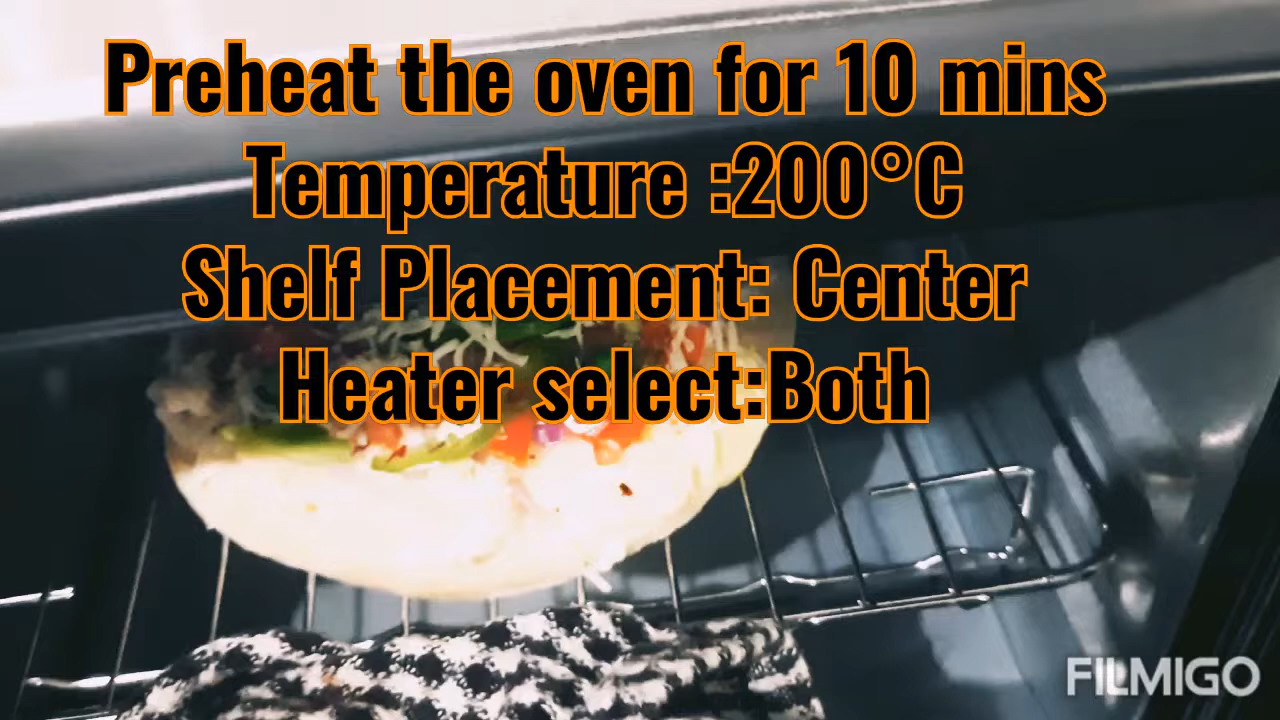 Preheat the oven for 10 mins
Temperature :200°C
Shelf Placement: Center
Heater select:Both
FILMIGO